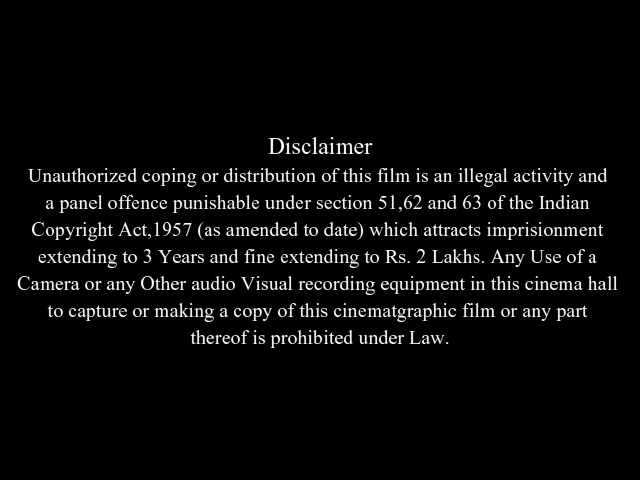 Disclaimer
Unauthorized coping or distribution of this film is an illegal activity and
a panel offence punishable under section 51,62 and 63 of the Indian
Copyright Act,1957 (as amended to date) which attracts imprisionment
extending to 3 Years and fine extending to Rs. 2 Lakhs. Any Use of a
Camera or any Other audio Visual recording equipment in this cinema hall
to capture or making a copy of this cinematgraphic film or any part
thereof is prohibited under Law.